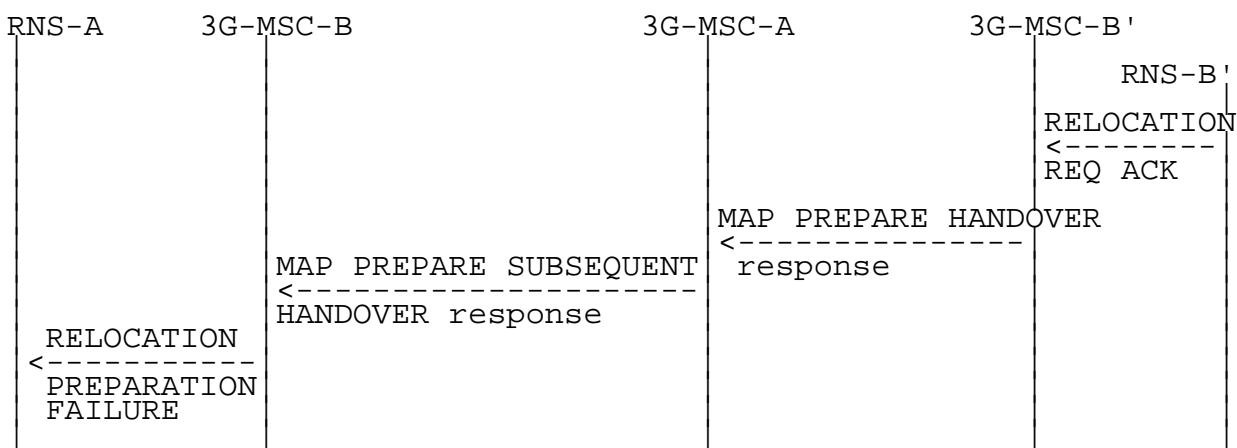 RNS-A 3G-MSC-B 3G-MSC-A 3G-MSC-B'
RNS-B'
RELOCATION
REQ ACK
MAP PREPARE HANDOVER
response
MAP PREPARE SUBSEQUENT
HANDOVER response
RELOCATION
PREPARATION
FAILURE